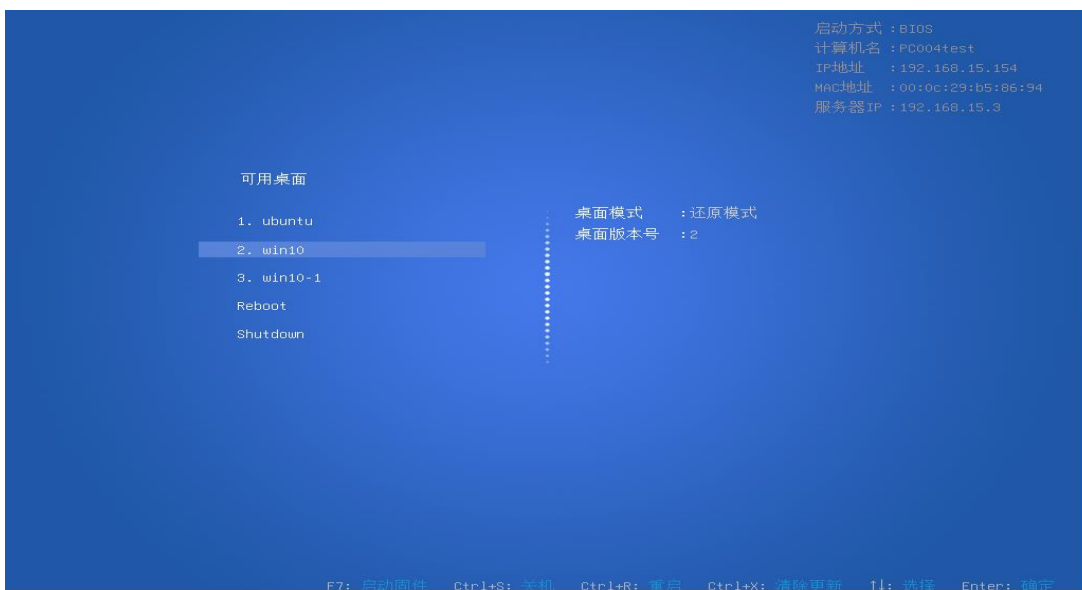 启动方式 :BIOS
计算机名 :PC004test
IP地址 :192.168.15.154
MAC地址 :00:0c:29:b5:86:94
服务器IP :192.168.15.3
可用桌面
1. ubuntu
2. win10
3. win10-1
Reboot
Shutdown
桌面模式 :还原模式
桌面版本号 :2
F7: 启动固件 Ctrl+S: 关机 Ctrl+R: 重启 Ctrl+X: 清除更新 ↑↓: 选择 Enter: 确定